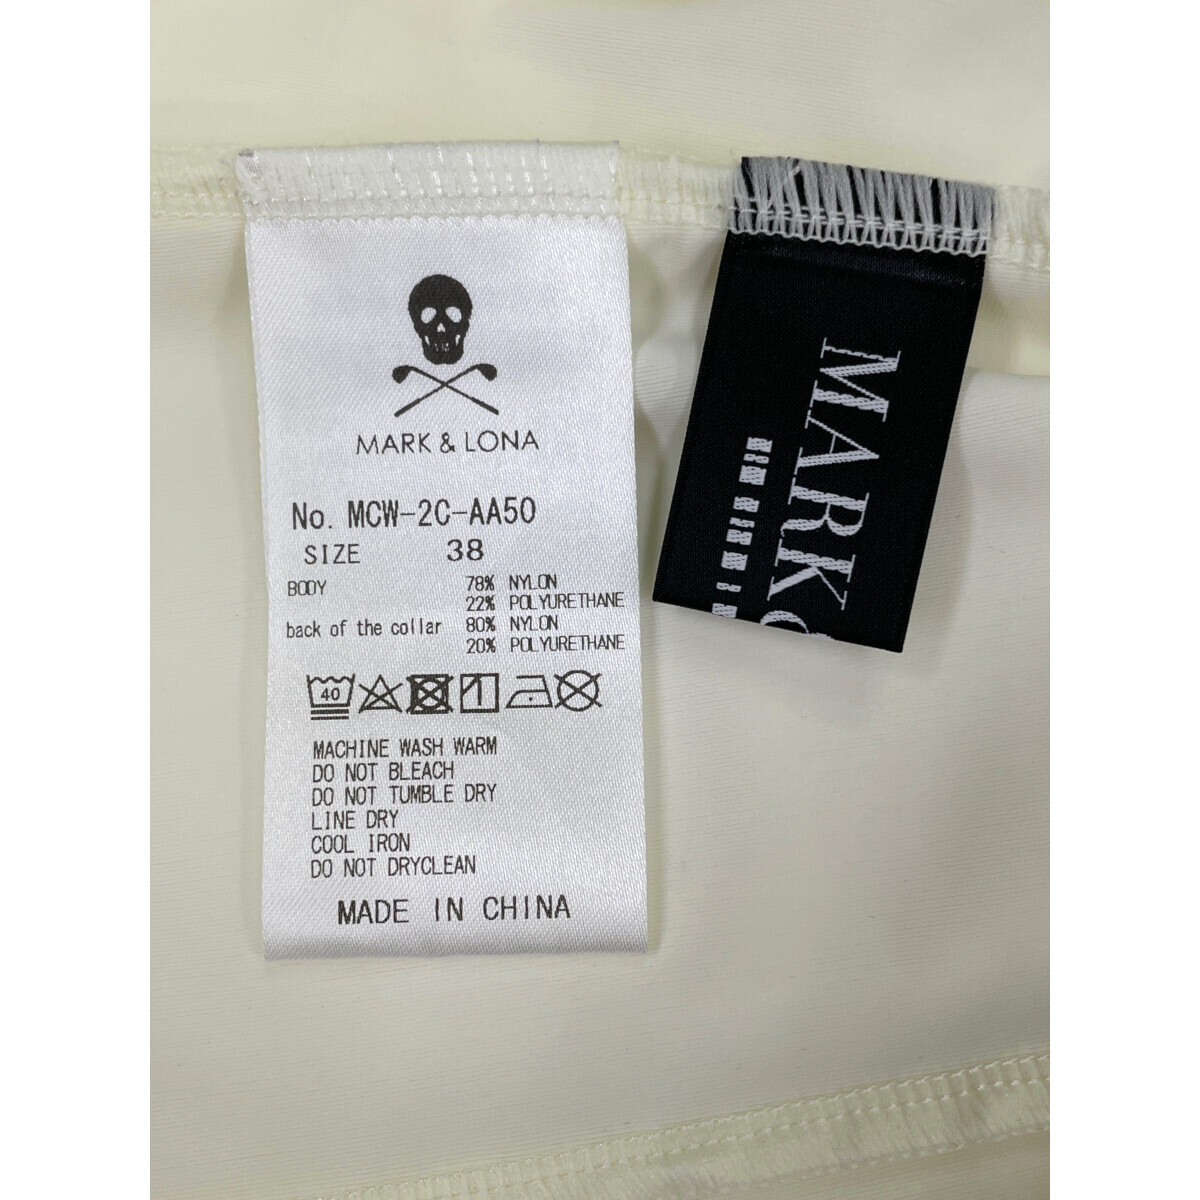 MARK & LONA
No. MCW-2C-AA50
SIZE 38
BODY 78% NYLON
22% POLYURETHANE
back of the collar 80% NYLON
20% POLYURETHANE
40
MACHINE WASH WARM
DO NOT BLEACH
DO NOT TUMBLE DRY
LINE DRY
COOL IRON
DO NOT DRYCLEAN
MADE IN CHINA
MARK